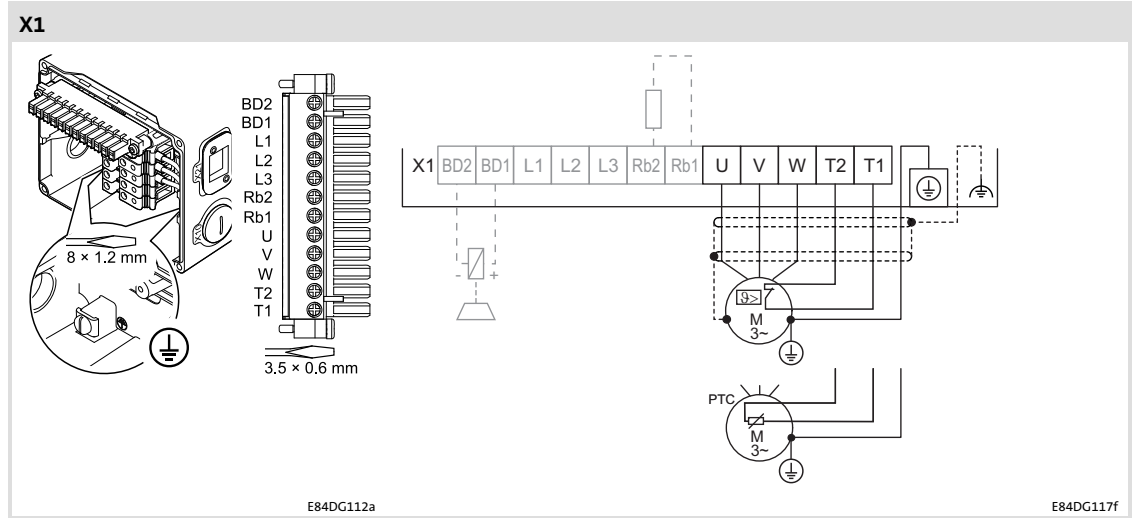 X1
BD2
BD1
L1
L2
L3
Rb2
Rb1
U
V
W
T2
T1
8 × 1.2 mm
3.5 × 0.6 mm
E84DG112a
X1 BD2 BD1 L1 L2 L3 Rb2 Rb1 U V W T2 T1
- +
ϑ>
M
3~
PTC
M
3~
E84DG117f